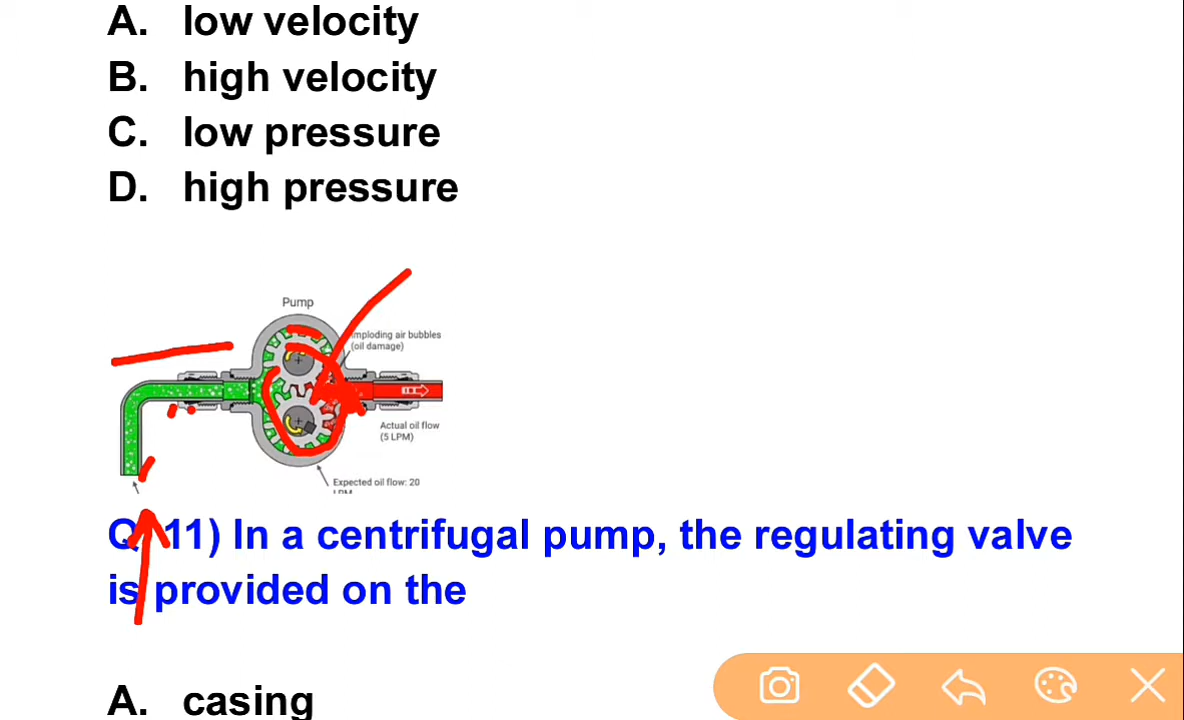 A. low velocity
B. high velocity
C. low pressure
D. high pressure
Pump
imploding air bubbles
(oil damage)
Actual oil flow
(5 LPM)
Expected oil flow: 20
Q 11) In a centrifugal pump, the regulating valve
is provided on the
A. casing